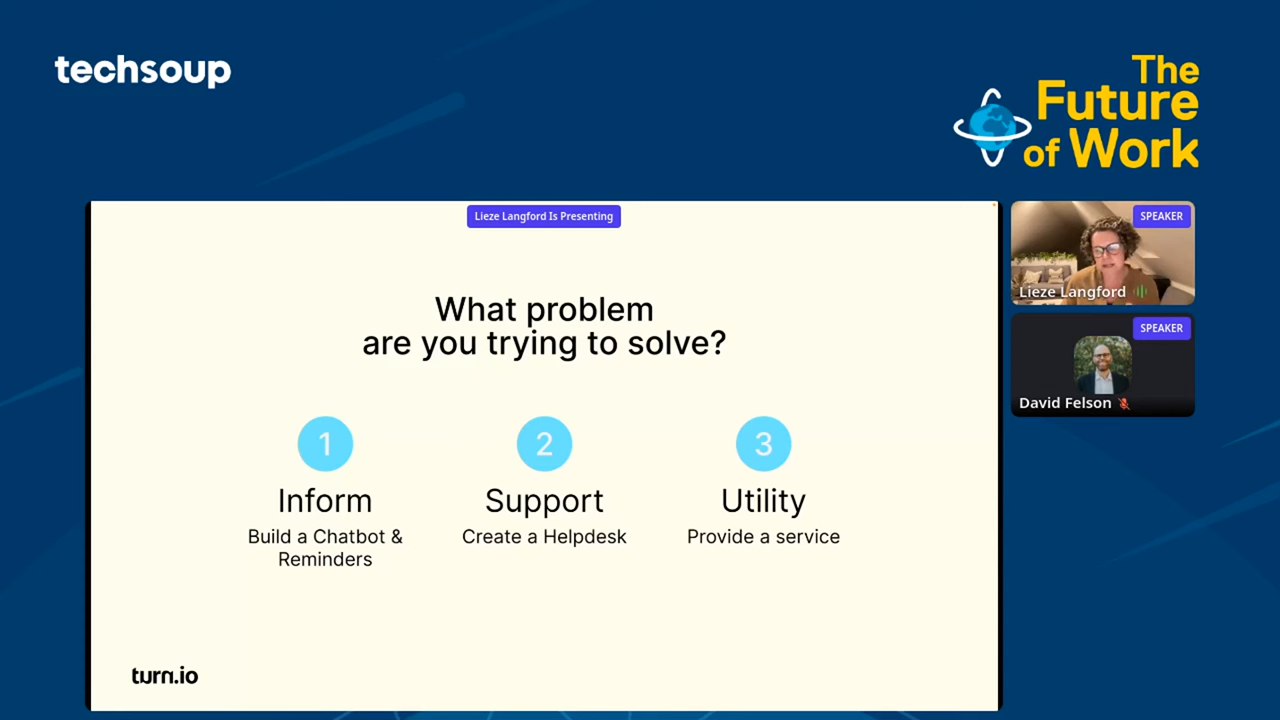 techsoup
The
Future
of Work
Lieze Langford Is Presenting
What problem
are you trying to solve?
1
2
3
Inform
Support
Utility
Build a Chatbot &
Reminders
Create a Helpdesk
Provide a service
turn.io
SPEAKER
Lieze Langford
SPEAKER
David Felson